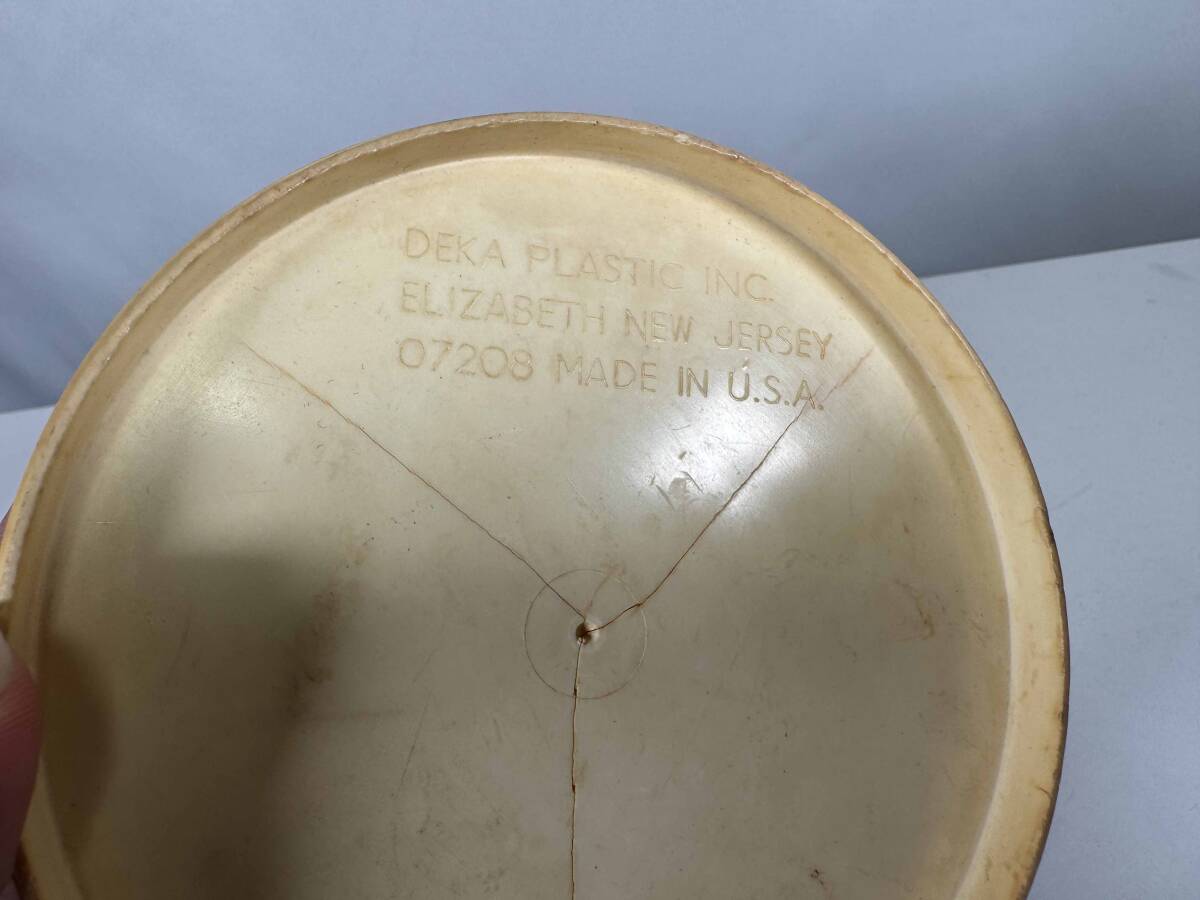 DEKA PLASTIC INC.
ELIZABETH NEW JERSEY
07208 MADE IN U.S.A.